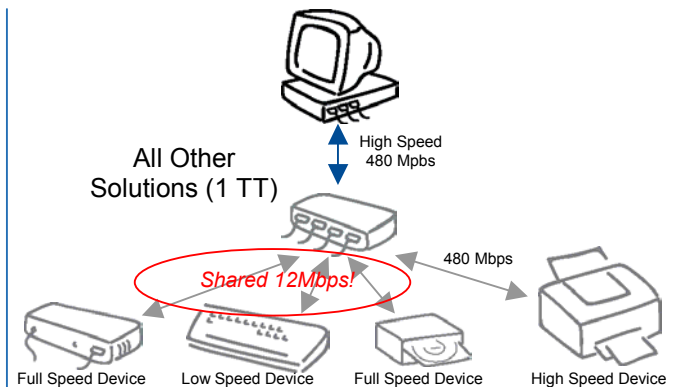 High Speed
480 Mpbs
All Other
Solutions (1 TT)
480 Mbps
Shared 12Mbps!
Full Speed Device
Low Speed Device
Full Speed Device
High Speed Device